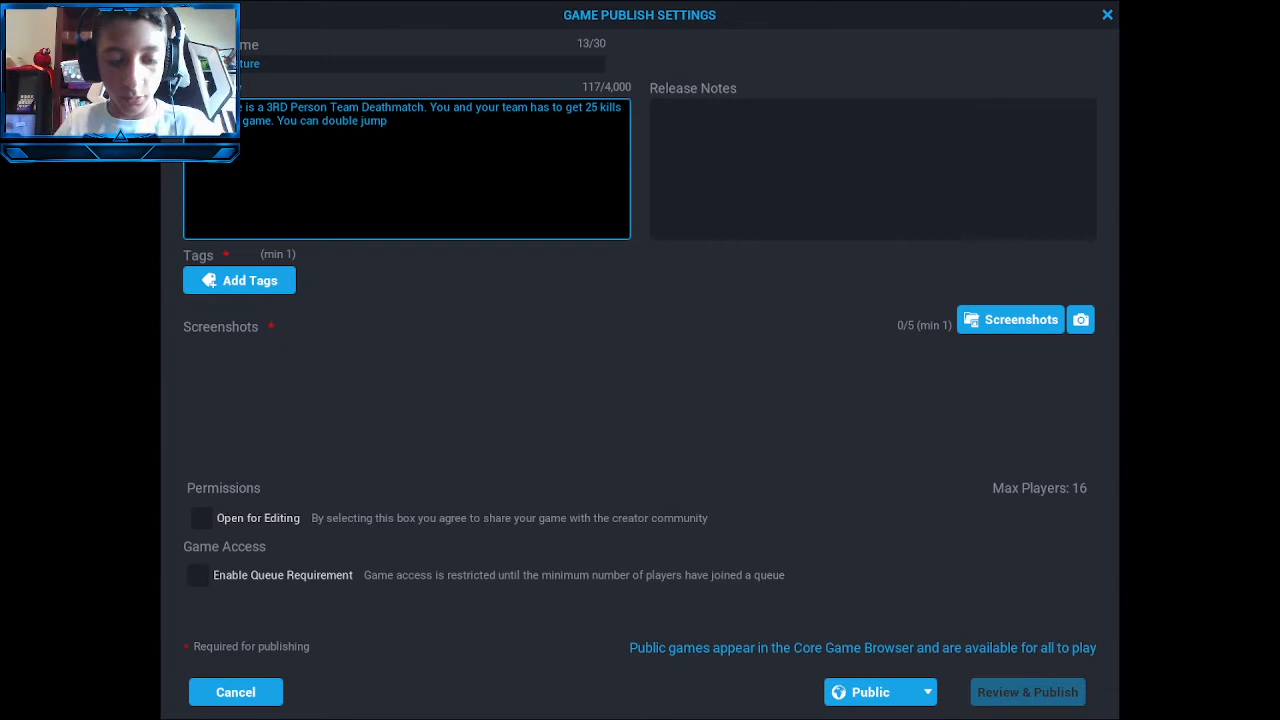 GAME PUBLISH SETTINGS
me 13/30
ture
117/4,000 Release Notes
e is a 3RD Person Team Deathmatch. You and your team has to get 25 kills
game. You can double jump
Tags * (min 1)
Add Tags
Screenshots * 0/5 (min 1) Screenshots
Permissions Max Players: 16
Open for Editing By selecting this box you agree to share your game with the creator community
Game Access
Enable Queue Requirement Game access is restricted until the minimum number of players have joined a queue
* Required for publishing Public games appear in the Core Game Browser and are available for all to play
Cancel Public Review & Publish